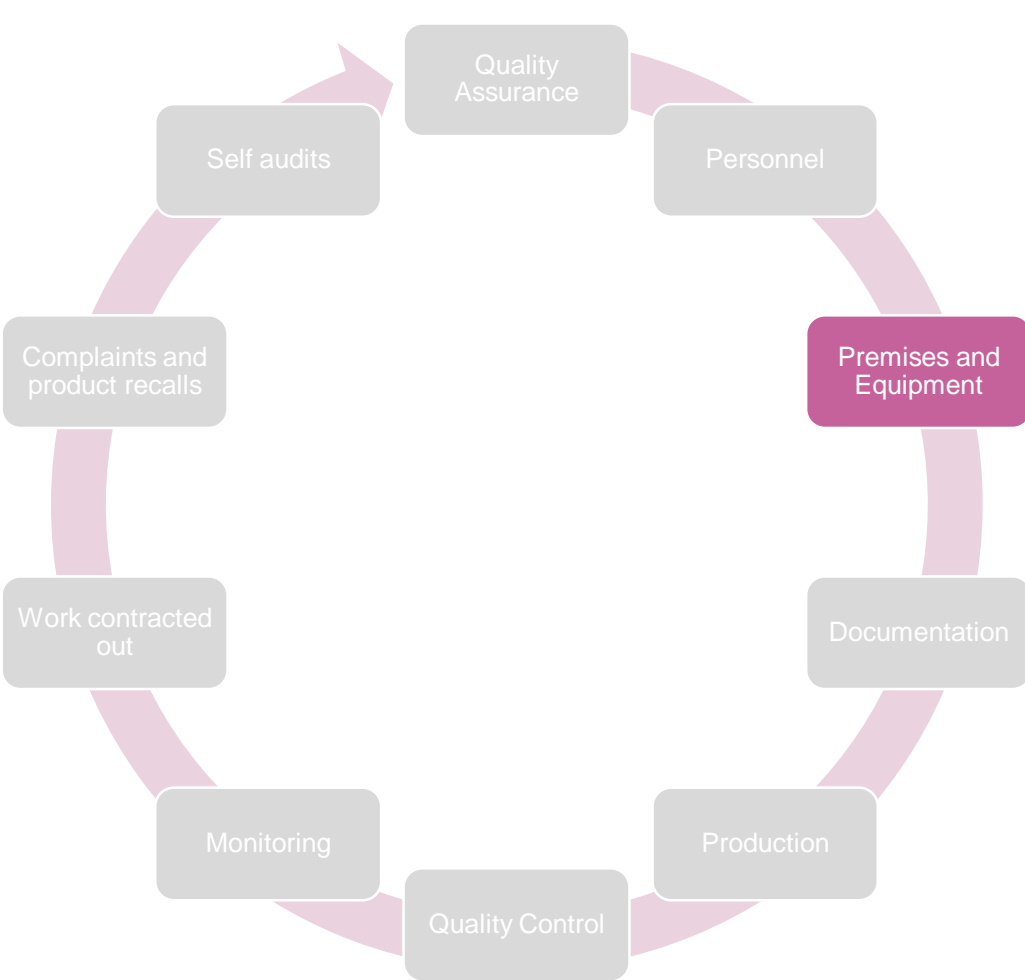 Quality
Assurance
Personnel
Premises and
Equipment
Documentation
Production
Quality Control
Monitoring
Work contracted
out
Complaints and
product recalls
Self audits